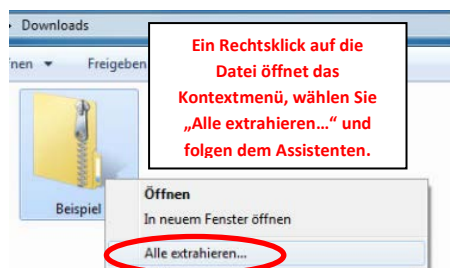 Downloads
nen Freigeben
Ein Rechtsklick auf die
Datei öffnet das
Kontextmenü, wählen Sie
„Alle extrahieren…“ und
folgen dem Assistenten.
Beispiel
Öffnen
In neuem Fenster öffnen
Alle extrahieren...